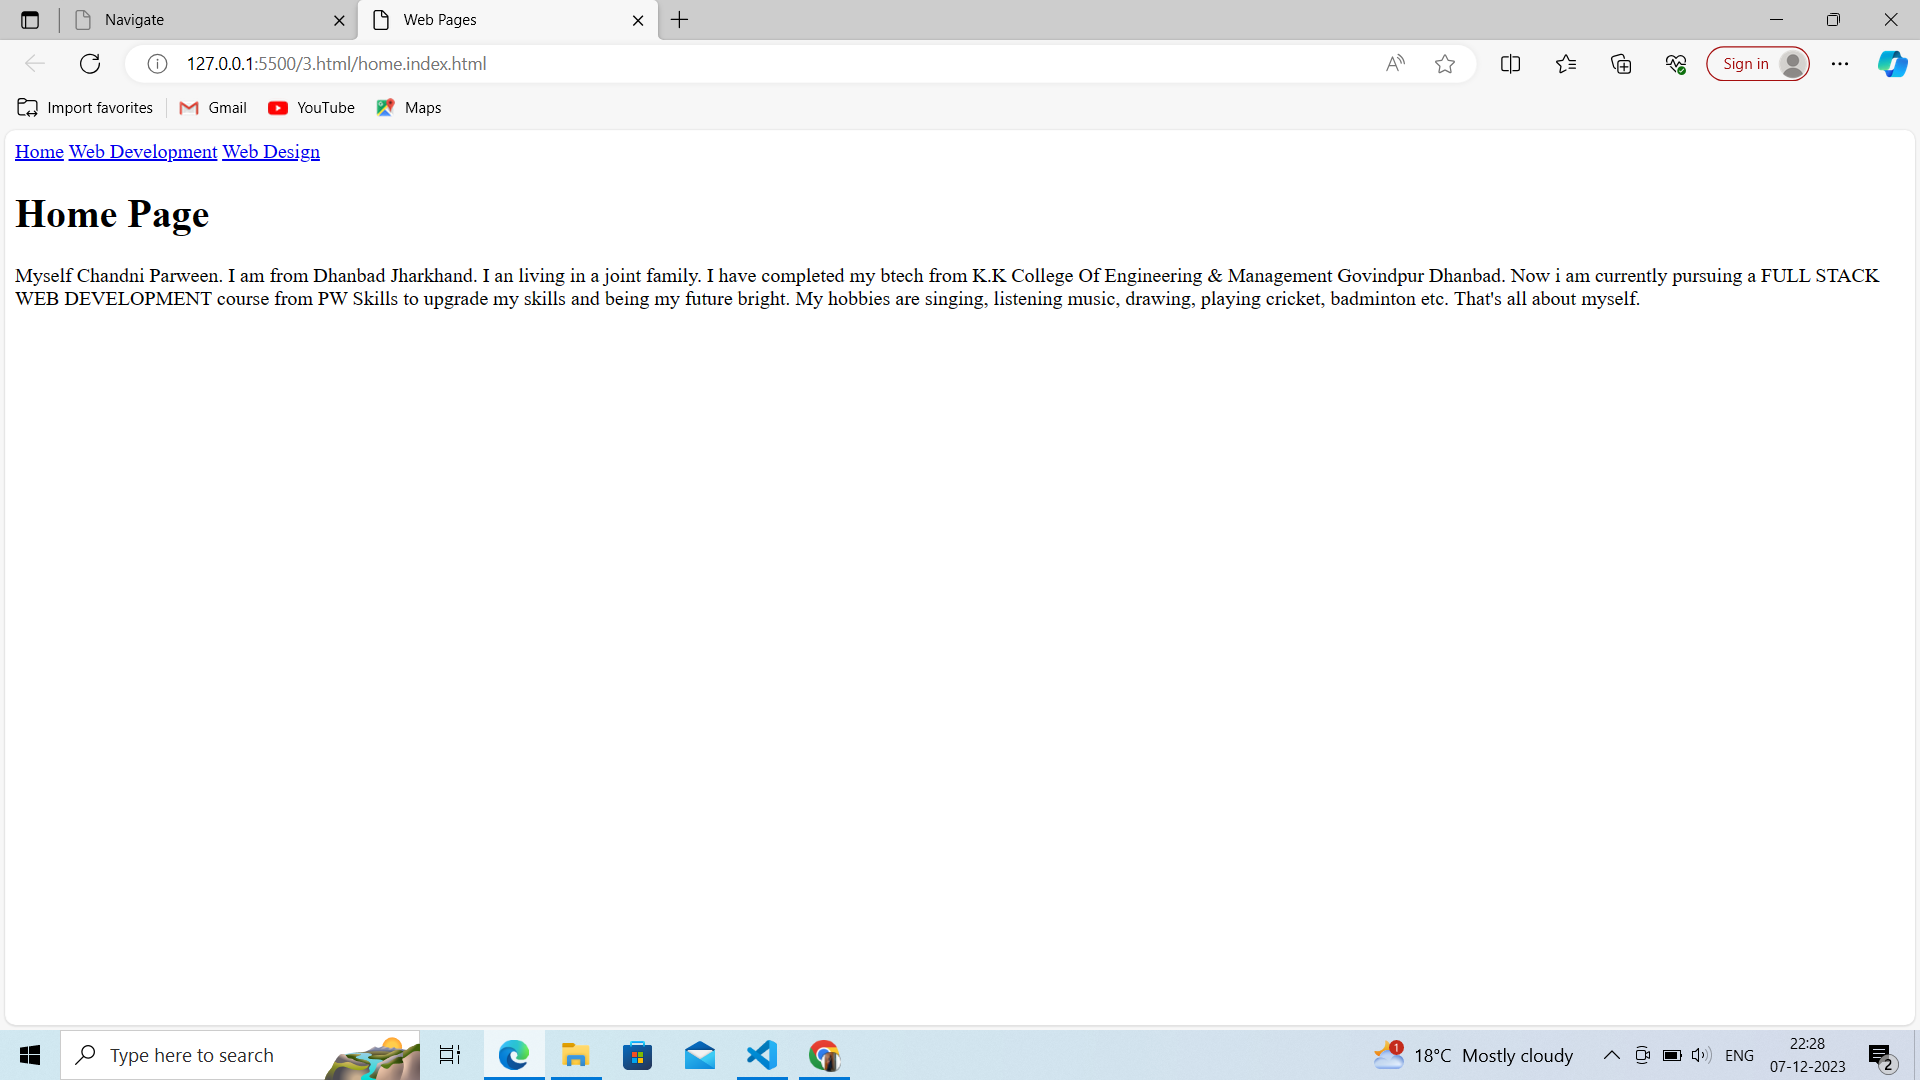 Navigate
Web Pages
127.0.0.1:5500/3.html/home.index.html
Sign in
Import favorites Gmail YouTube Maps
Home Web Development Web Design
Home Page
Myself Chandni Parween. I am from Dhanbad Jharkhand. I an living in a joint family. I have completed my btech from K.K College Of Engineering & Management Govindpur Dhanbad. Now i am currently pursuing a FULL STACK
WEB DEVELOPMENT course from PW Skills to upgrade my skills and being my future bright. My hobbies are singing, listening music, drawing, playing cricket, badminton etc. That's all about myself.
Type here to search
1
18°C Mostly cloudy
ENG
22:28
07-12-2023
2